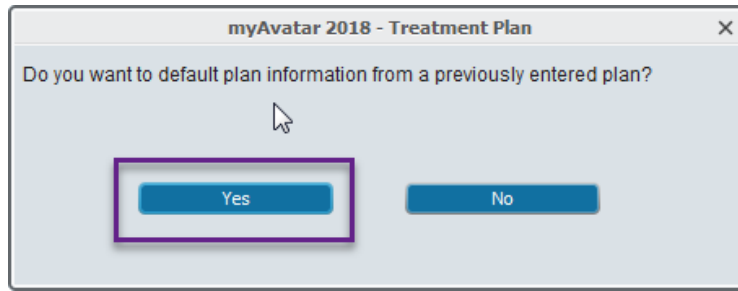 myAvatar 2018 - Treatment Plan
Do you want to default plan information from a previously entered plan?
Yes No